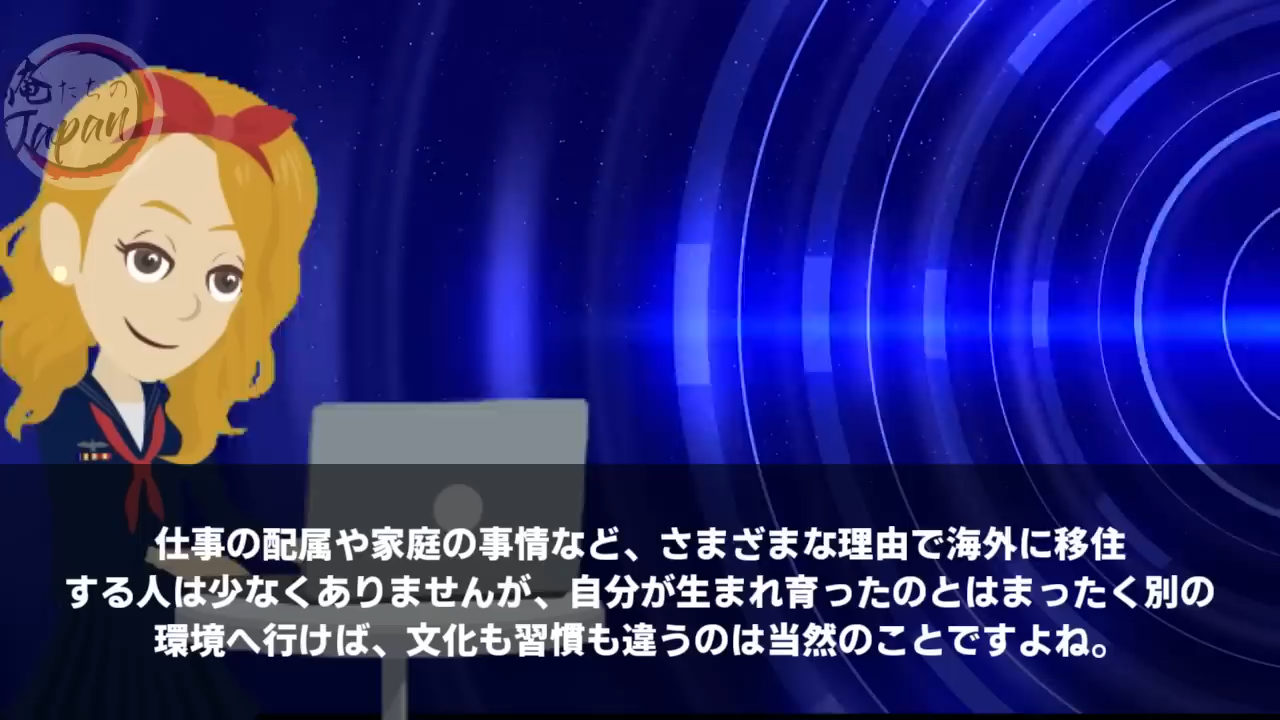 俺たちの
Japan
仕事の配属や家庭の事情など、さまざまな理由で海外に移住
する人は少なくありませんが、自分が生まれ育ったのとはまったく別の
環境へ行けば、文化も習慣も違うのは当然のことですよね。